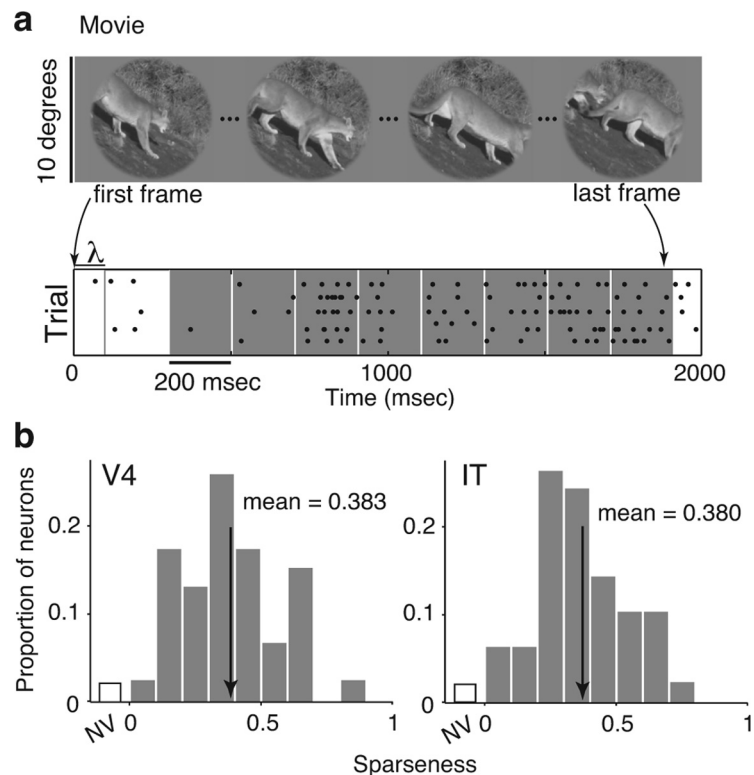 a Movie
10 degrees
... ... ...
first frame last frame
λ
Trial
0 1000 2000
200 msec
Time (msec)
b
V4 IT
mean = 0.383 mean = 0.380
Proportion of neurons
0.2 0.2
0.1 0.1
0 0
NV 0 0.5 1 NV 0 0.5 1
Sparseness